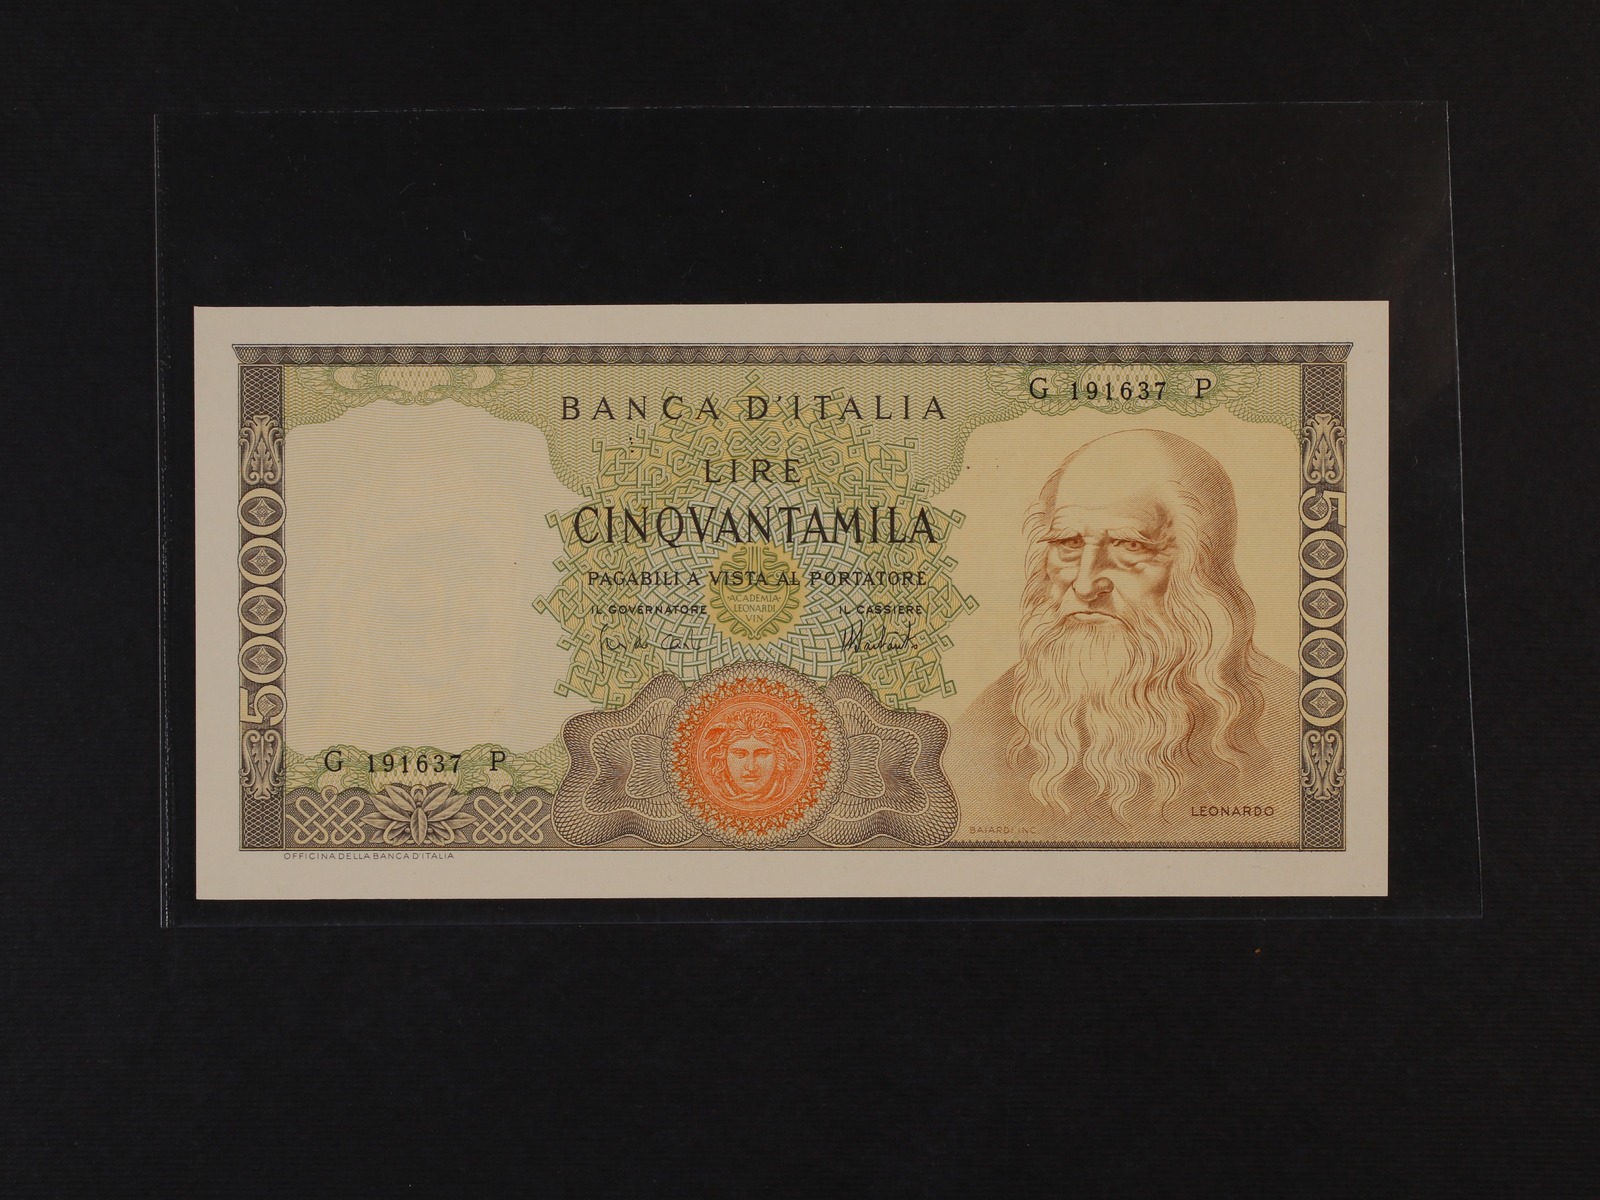 BANCA D'ITALIA
G 191637 P
LIRE
CINQVANTAMILA
PAGABILI A VISTA AL PORTATORE
ACADEMIA
LEONARDI
VIN
IL GOVERNATORE
IL CASSIERE
50000
50000
G 191637 P
LEONARDO
BAIARDI INC.
OFFICINA DELLA BANCA D'ITALIA